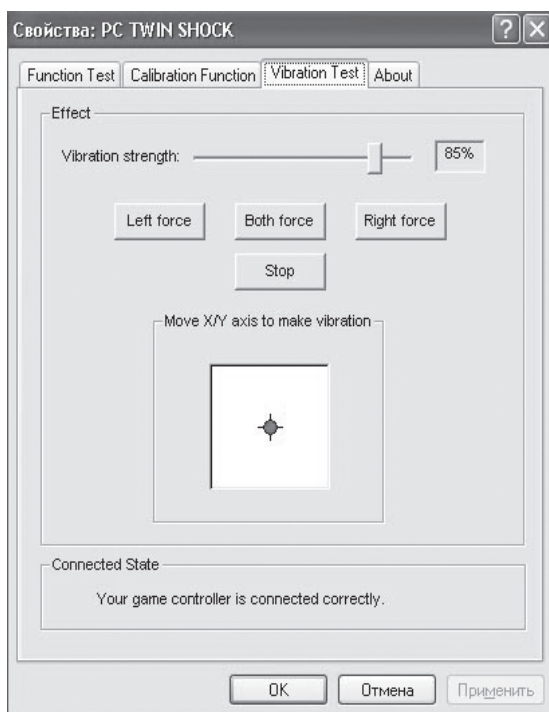 Свойства: PC TWIN SHOCK
Function Test Calibration Function Vibration Test About
Effect
Vibration strength: 85%
Left force Both force Right force
Stop
Move X/Y axis to make vibration
Connected State
Your game controller is connected correctly.
OK Отмена Применить